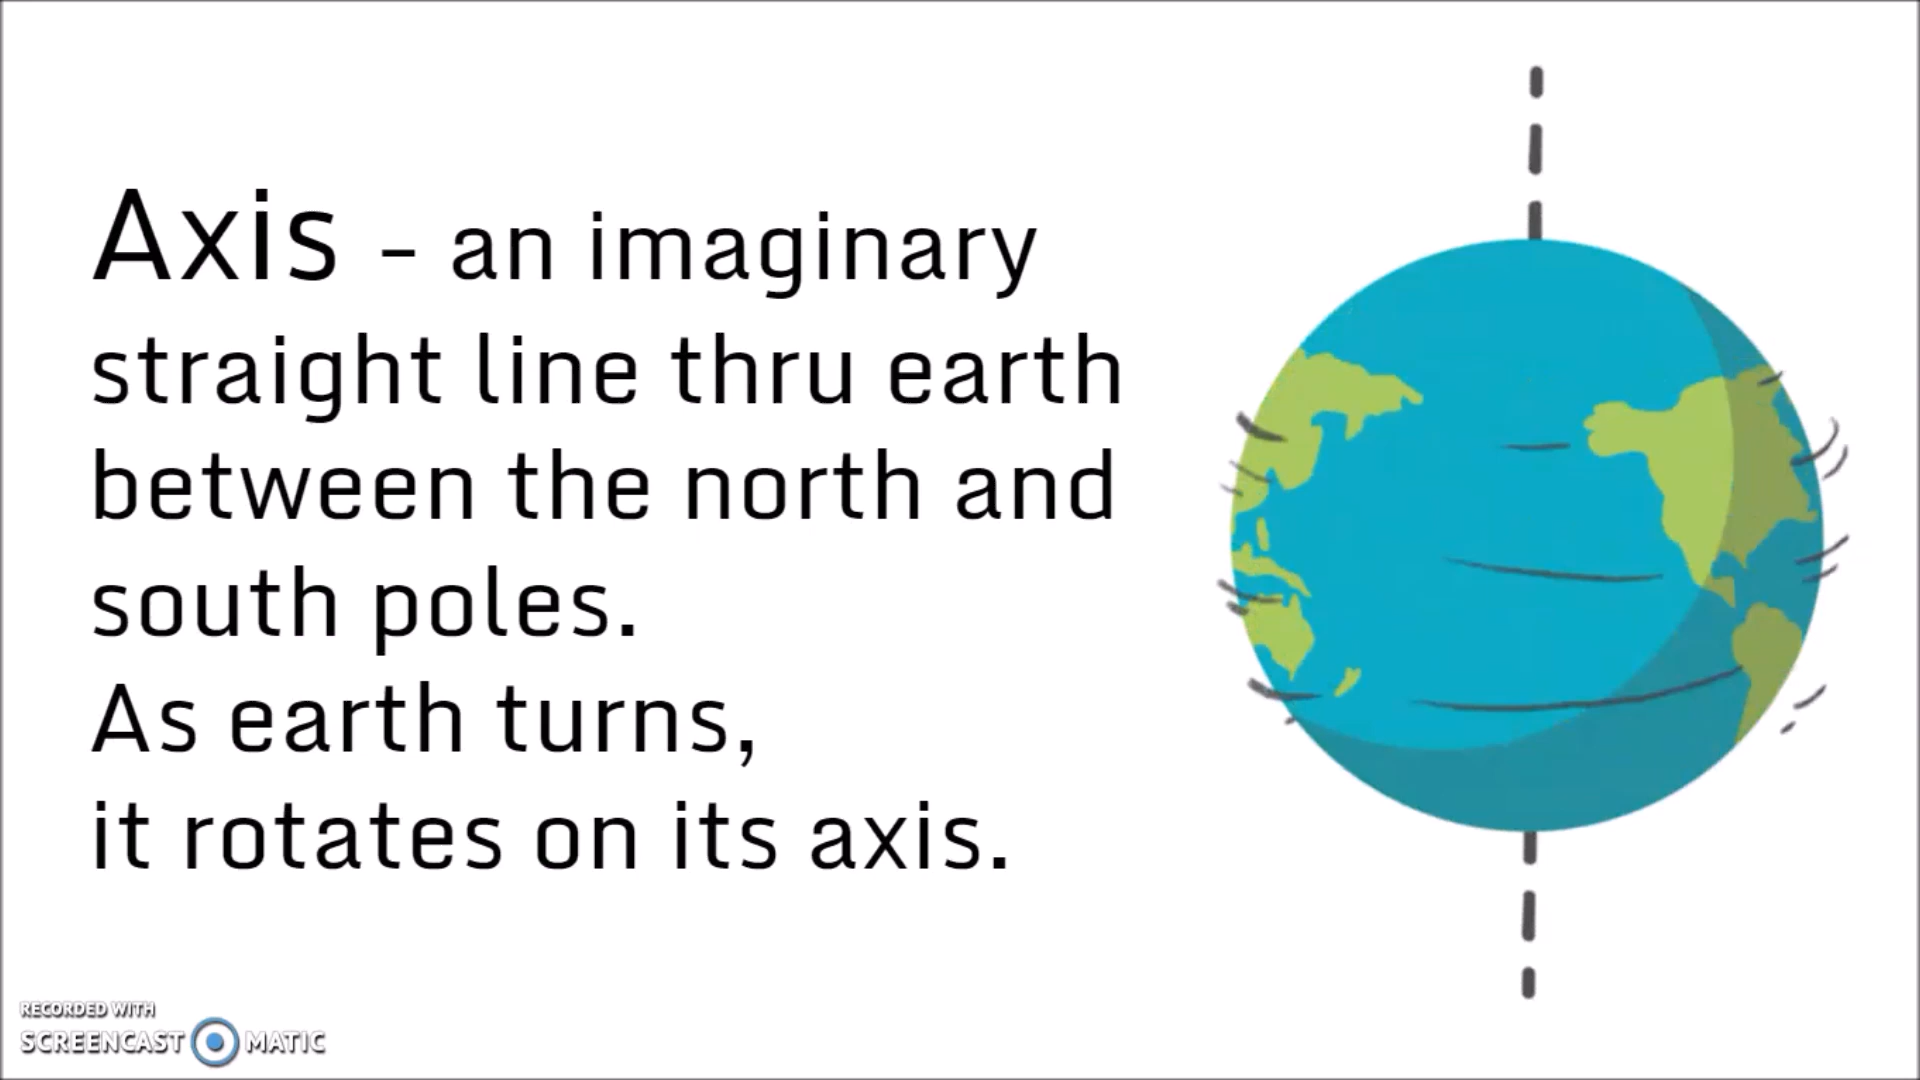 Axis - an imaginary
straight line thru earth
between the north and
south poles.
As earth turns,
it rotates on its axis.
RECORDED WITH
SCREENCAST MATIC